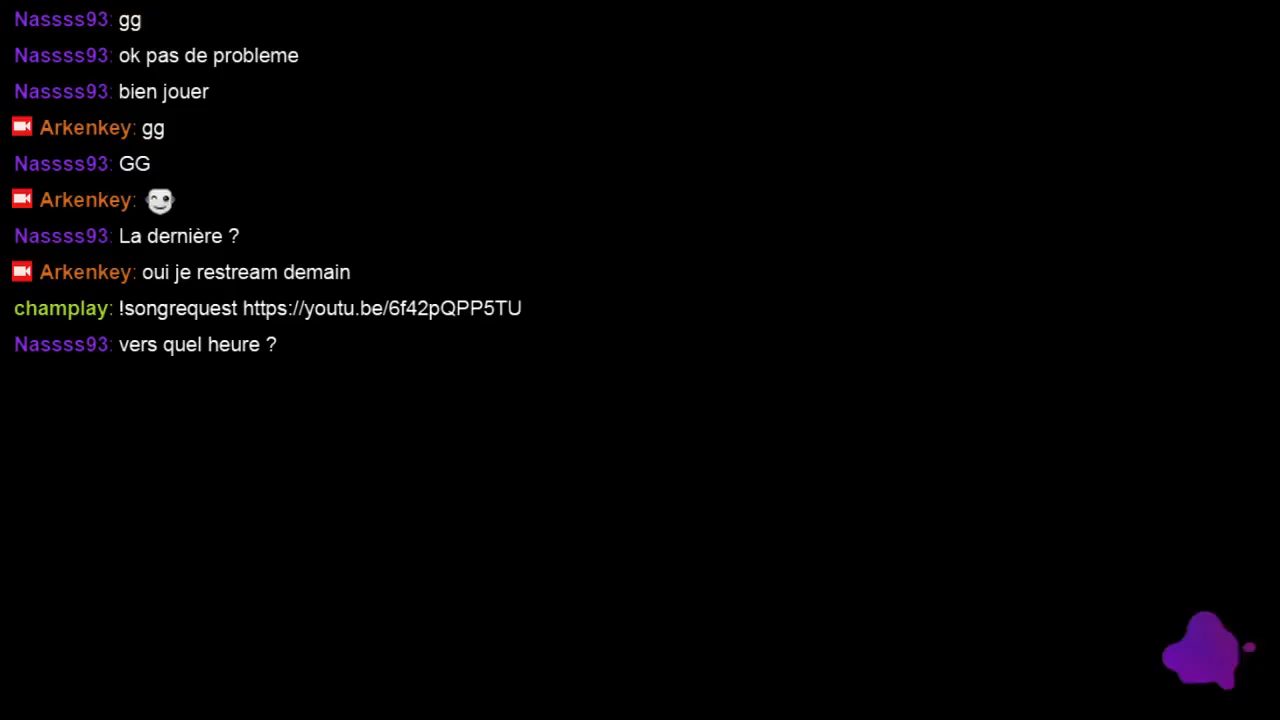 Nassss93: gg
Nassss93: ok pas de probleme
Nassss93: bien jouer
Arkenkey: gg
Nassss93: GG
Arkenkey:
Nassss93: La dernière ?
Arkenkey: oui je restream demain
champlay: !songrequest https://youtu.be/6f42pQPP5TU
Nassss93: vers quel heure ?